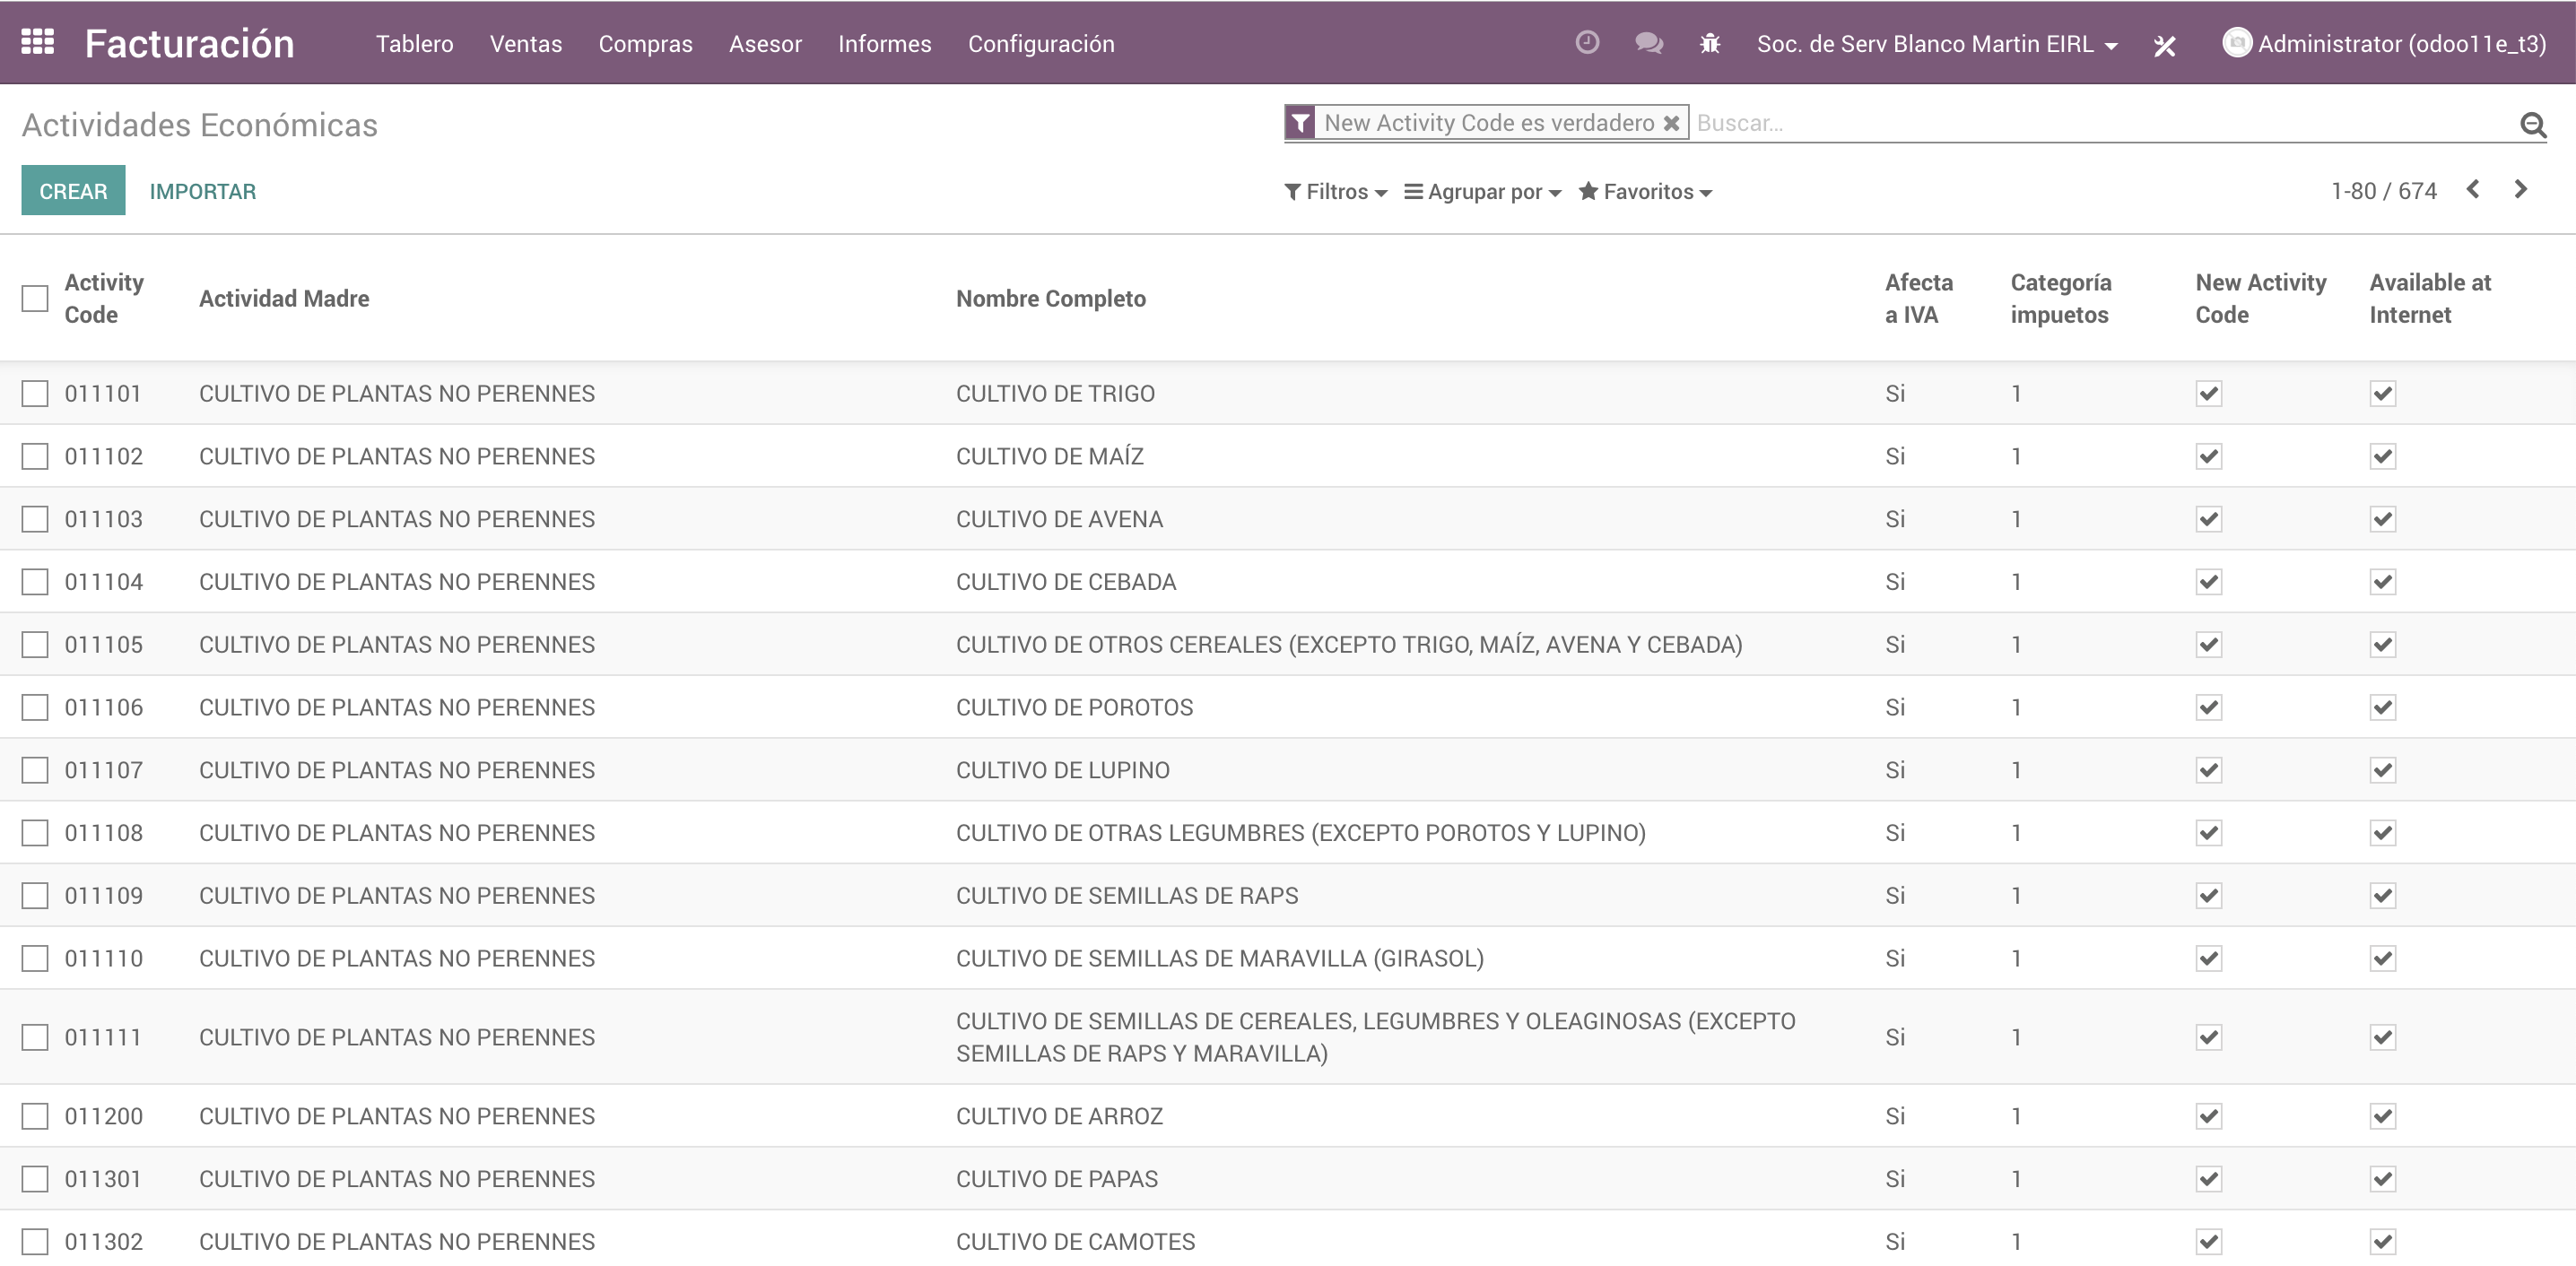 Facturación Tablero Ventas Compras Asesor Informes Configuración Soc. de Serv Blanco Martin EIRL Administrator (odoo11e_t3)
Actividades Económicas
New Activity Code es verdadero Buscar...
CREAR IMPORTAR
Filtros Agrupar por Favoritos 1-80 / 674
Activity Code Actividad Madre Nombre Completo Afecta a IVA Categoría impuetos New Activity Code Available at Internet
011101 CULTIVO DE PLANTAS NO PERENNES CULTIVO DE TRIGO Si 1
011102 CULTIVO DE PLANTAS NO PERENNES CULTIVO DE MAÍZ Si 1
011103 CULTIVO DE PLANTAS NO PERENNES CULTIVO DE AVENA Si 1
011104 CULTIVO DE PLANTAS NO PERENNES CULTIVO DE CEBADA Si 1
011105 CULTIVO DE PLANTAS NO PERENNES CULTIVO DE OTROS CEREALES (EXCEPTO TRIGO, MAÍZ, AVENA Y CEBADA) Si 1
011106 CULTIVO DE PLANTAS NO PERENNES CULTIVO DE POROTOS Si 1
011107 CULTIVO DE PLANTAS NO PERENNES CULTIVO DE LUPINO Si 1
011108 CULTIVO DE PLANTAS NO PERENNES CULTIVO DE OTRAS LEGUMBRES (EXCEPTO POROTOS Y LUPINO) Si 1
011109 CULTIVO DE PLANTAS NO PERENNES CULTIVO DE SEMILLAS DE RAPS Si 1
011110 CULTIVO DE PLANTAS NO PERENNES CULTIVO DE SEMILLAS DE MARAVILLA (GIRASOL) Si 1
011111 CULTIVO DE PLANTAS NO PERENNES CULTIVO DE SEMILLAS DE CEREALES, LEGUMBRES Y OLEAGINOSAS (EXCEPTO SEMILLAS DE RAPS Y MARAVILLA) Si 1
011200 CULTIVO DE PLANTAS NO PERENNES CULTIVO DE ARROZ Si 1
011301 CULTIVO DE PLANTAS NO PERENNES CULTIVO DE PAPAS Si 1
011302 CULTIVO DE PLANTAS NO PERENNES CULTIVO DE CAMOTES Si 1